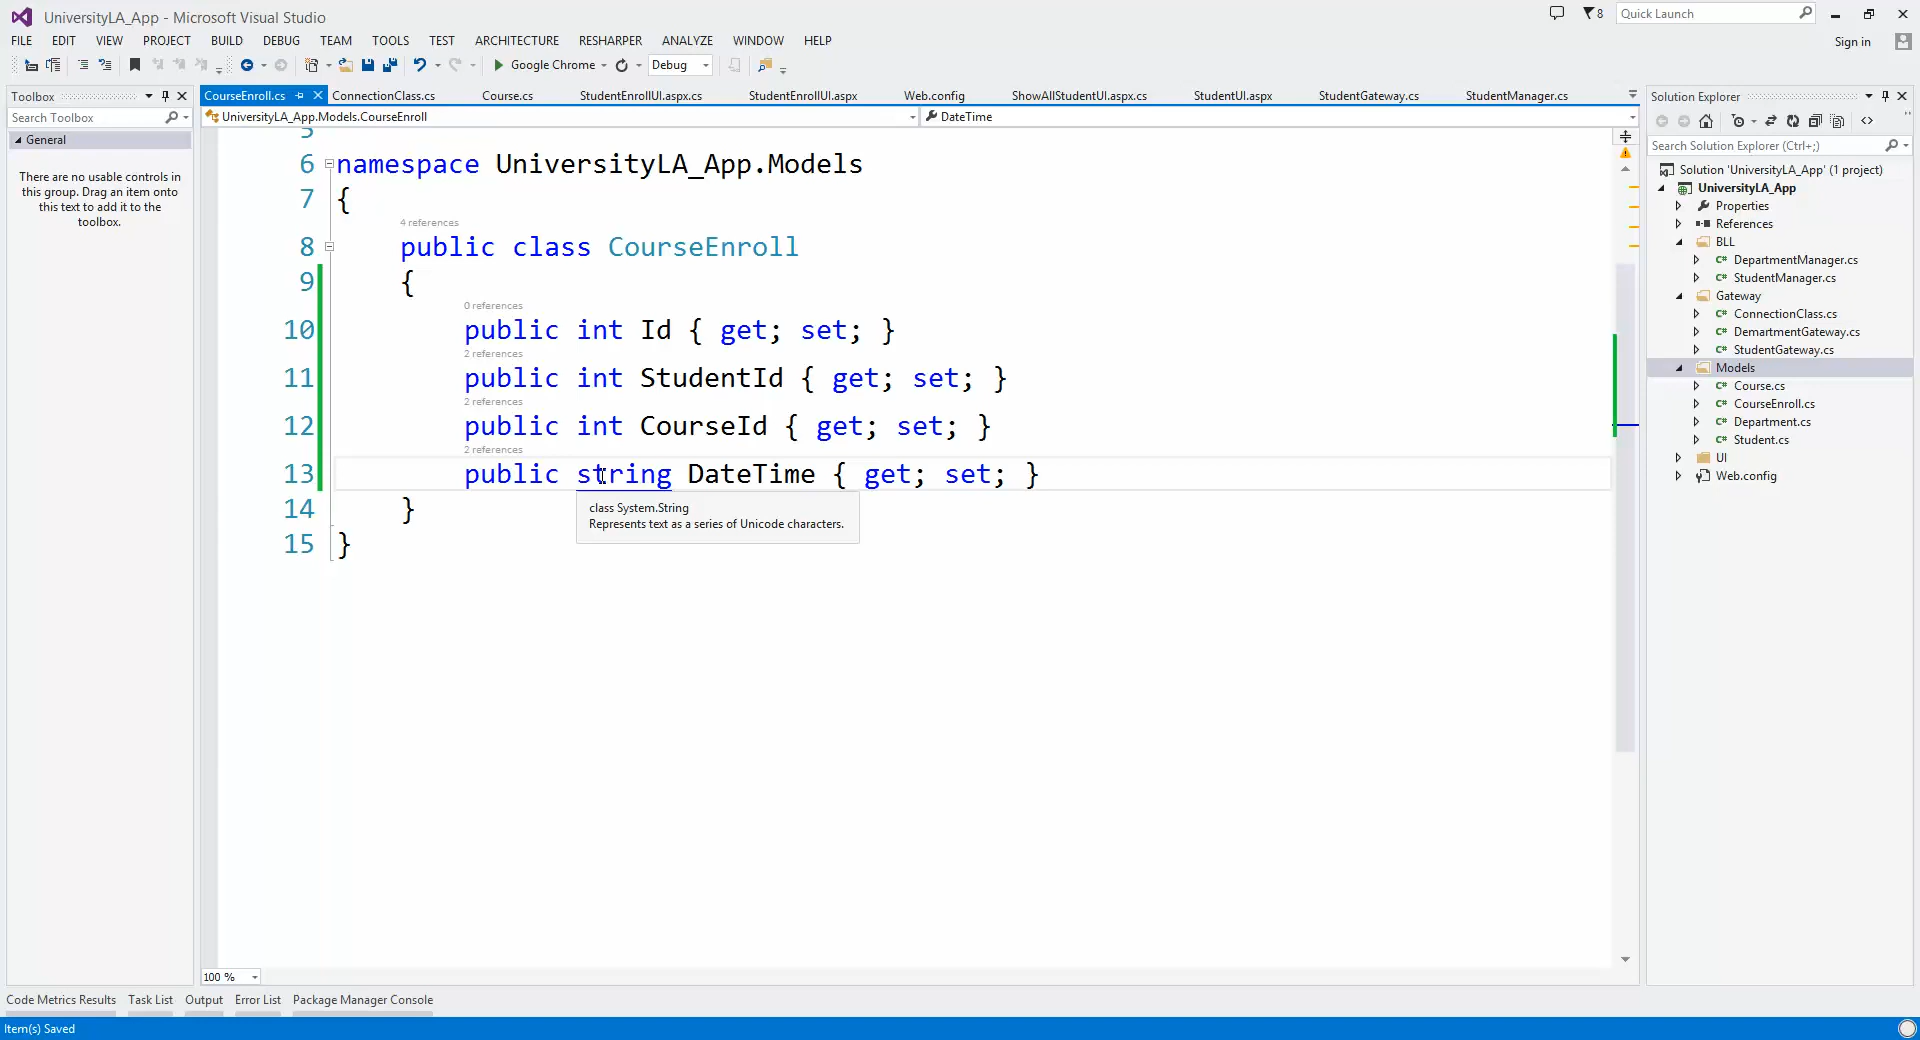 UniversityLA_App - Microsoft Visual Studio
8
Quick Launch
FILE EDIT VIEW PROJECT BUILD DEBUG TEAM TOOLS TEST ARCHITECTURE RESHARPER ANALYZE WINDOW HELP
Sign in
Google Chrome
Debug
Toolbox
Search Toolbox
General
There are no usable controls in
this group. Drag an item onto
this text to add it to the
toolbox.
CourseEnroll.cs ConnectionClass.cs Course.cs StudentEnrollUI.aspx.cs StudentEnrollUI.aspx Web.config ShowAllStudentUI.aspx.cs StudentUI.aspx StudentGateway.cs StudentManager.cs
UniversityLA_App.Models.CourseEnroll
DateTime
5
6 namespace UniversityLA_App.Models
7 {
4 references
8 public class CourseEnroll
9 {
0 references
10 public int Id { get; set; }
2 references
11 public int StudentId { get; set; }
2 references
12 public int CourseId { get; set; }
2 references
13 public string DateTime { get; set; }
14 }
15 }
class System.String
Represents text as a series of Unicode characters.
100 %
Solution Explorer
Search Solution Explorer (Ctrl+;)
Solution 'UniversityLA_App' (1 project)
UniversityLA_App
Properties
References
BLL
C# DepartmentManager.cs
C# StudentManager.cs
Gateway
C# ConnectionClass.cs
C# DemartmentGateway.cs
C# StudentGateway.cs
Models
C# Course.cs
C# CourseEnroll.cs
C# Department.cs
C# Student.cs
UI
Web.config
Code Metrics Results Task List Output Error List Package Manager Console
Item(s) Saved